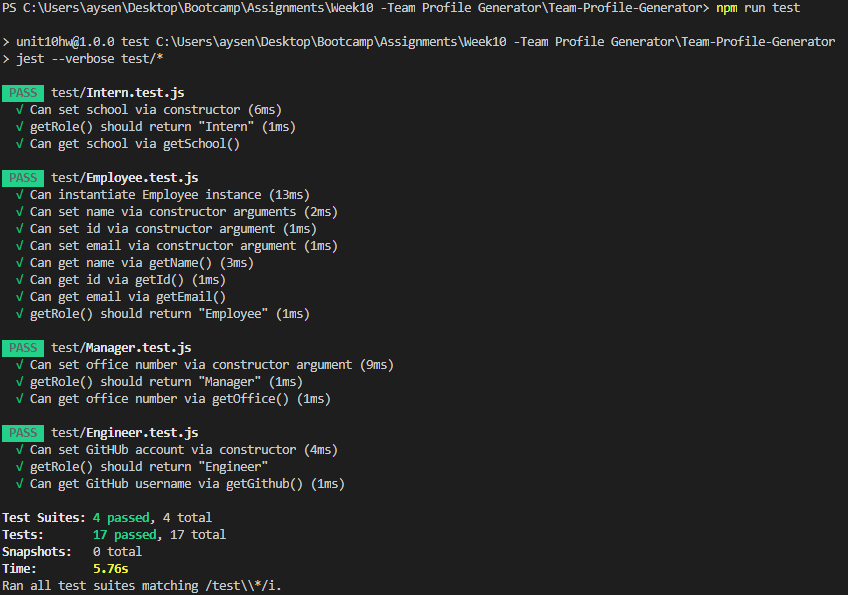 PS C:\Users\aysen\Desktop\Bootcamp\Assignments\Week10 -Team Profile Generator\Team-Profile-Generator> npm run test
> unit10hw@1.0.0 test C:\Users\aysen\Desktop\Bootcamp\Assignments\Week10 -Team Profile Generator\Team-Profile-Generator
> jest --verbose test/*
PASS test/Intern.test.js
√ Can set school via constructor (6ms)
√ getRole() should return "Intern" (1ms)
√ Can get school via getSchool()
PASS test/Employee.test.js
√ Can instantiate Employee instance (13ms)
√ Can set name via constructor arguments (2ms)
√ Can set id via constructor argument (1ms)
√ Can set email via constructor argument (1ms)
√ Can get name via getName() (3ms)
√ Can get id via getId() (1ms)
√ Can get email via getEmail()
√ getRole() should return "Employee" (1ms)
PASS test/Manager.test.js
√ Can set office number via constructor argument (9ms)
√ getRole() should return "Manager" (1ms)
√ Can get office number via getOffice() (1ms)
PASS test/Engineer.test.js
√ Can set GitHUb account via constructor (4ms)
√ getRole() should return "Engineer"
√ Can get GitHub username via getGithub() (1ms)
Test Suites: 4 passed, 4 total
Tests: 17 passed, 17 total
Snapshots: 0 total
Time: 5.76s
Ran all test suites matching /test\\*/i.